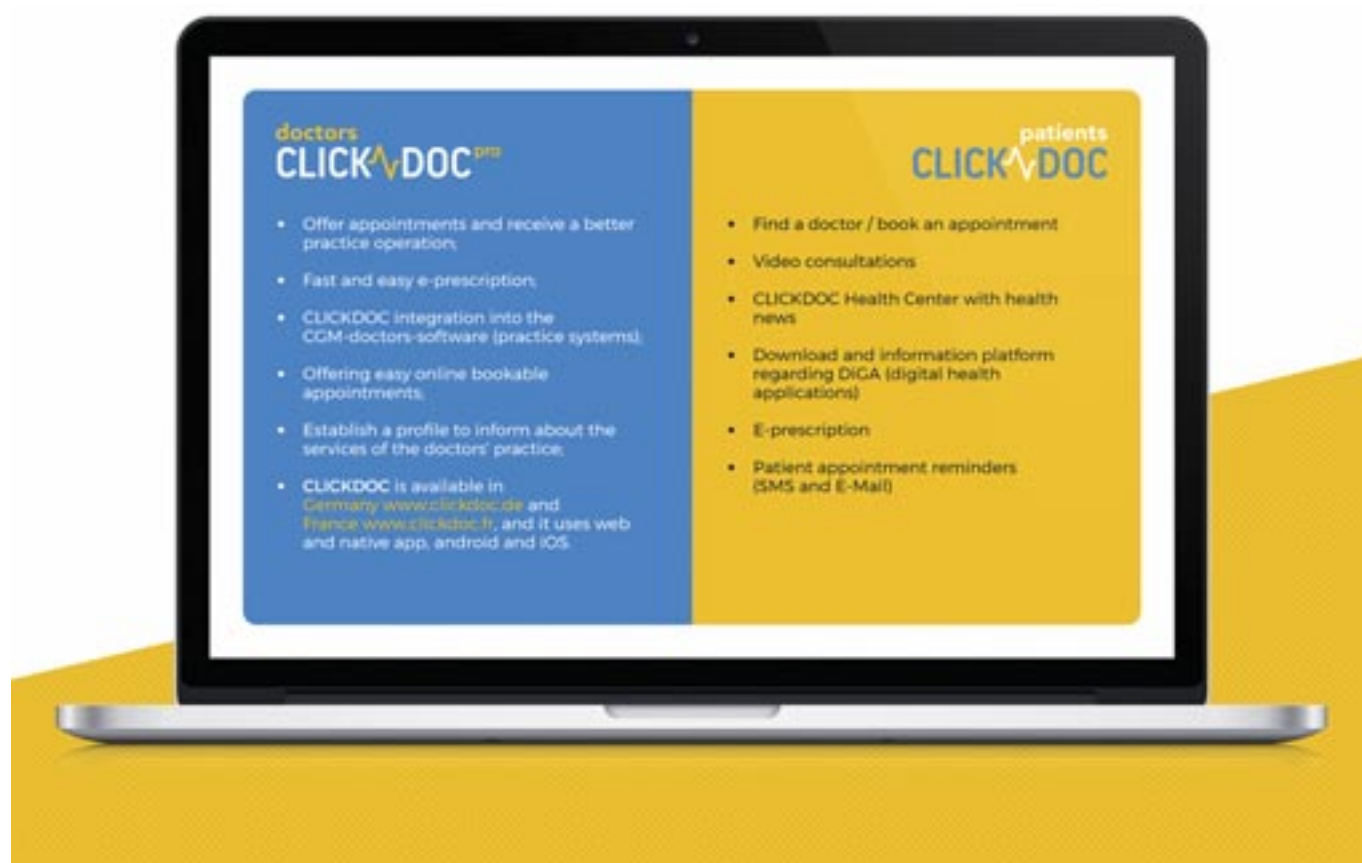 doctors
CLICKDOC pro
• Offer appointments and receive a better
practice operation;
• Fast and easy e-prescription;
• CLICKDOC integration into the
CGM-doctors-software (practice systems);
• Offering easy online bookable
appointments;
• Establish a profile to inform about the
services of the doctors' practice;
• CLICKDOC is available in
Germany www.clickdoc.de and
France www.clickdoc.fr, and it uses web
and native app, android and iOS
patients
CLICKDOC
• Find a doctor / book an appointment
• Video consultations
• CLICKDOC Health Center with health
news
• Download and information platform
regarding DiGA (digital health
applications)
• E-prescription
• Patient appointment reminders
(SMS and E-Mail)